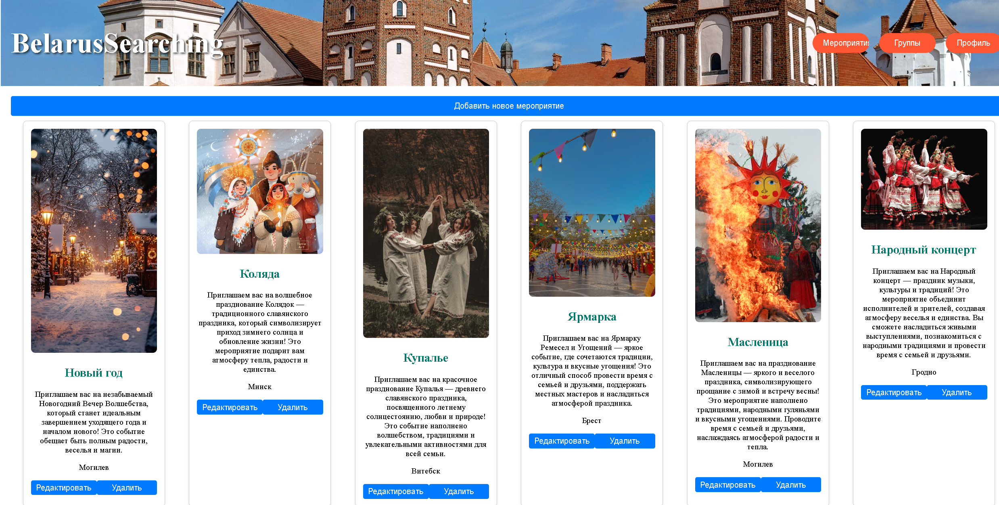 BelarusSearching
Мероприятия
Группы
Профиль
Добавить новое мероприятие
Новый год
Приглашаем вас на незабываемый
Новогодний Вечер Волшебства,
который станет идеальным
завершением уходящего года и
началом нового! Это событие
обещает быть полным радости,
веселья и магии.
Могилев
Редактировать
Удалить
Tanie
Art
Коляда
Приглашаем вас на волшебное
празднование Колядок —
традиционного славянского
праздника, который символизирует
приход зимнего солнца и
обновление жизни! Это
мероприятие подарит вам
атмосферу тепла, радости и
единства.
Минск
Редактировать
Удалить
Купалье
Приглашаем вас на красочное
празднование Купалья — древнего
славянского праздника,
посвященного летнему
солнцестоянию, любви и природе!
Это событие наполнено
волшебством, традициями и
увлекательными активностями для
всей семьи.
Витебск
Редактировать
Удалить
Ярмарка
Приглашаем вас на Ярмарку
Ремесел и Угощений — яркое
событие, где сочетаются традиции,
культура и вкусные угощения! Это
отличный способ провести время с
семьей и друзьями, поддержать
местных мастеров и насладиться
атмосферой праздника.
Брест
Редактировать
Удалить
Масленица
Приглашаем вас на празднование
Масленицы — яркого и веселого
праздника, символизирующего
прощание с зимой и встречу весны!
Это мероприятие наполнено
традициями, народными гуляньями
и вкусными угощениями. Проводите
время с семьей и друзьями,
наслаждаясь атмосферой радости и
тепла.
Могилев
Редактировать
Удалить
Народный концерт
Приглашаем вас на Народный
концерт — праздник музыки,
культуры и традиций! Это
мероприятие объединит
исполнителей и зрителей, создавая
атмосферу веселья и единства. Вы
сможете насладиться живыми
выступлениями, познакомиться с
народными традициями и провести
время с семьей и друзьями.
Гродно
Редактировать
Удалить